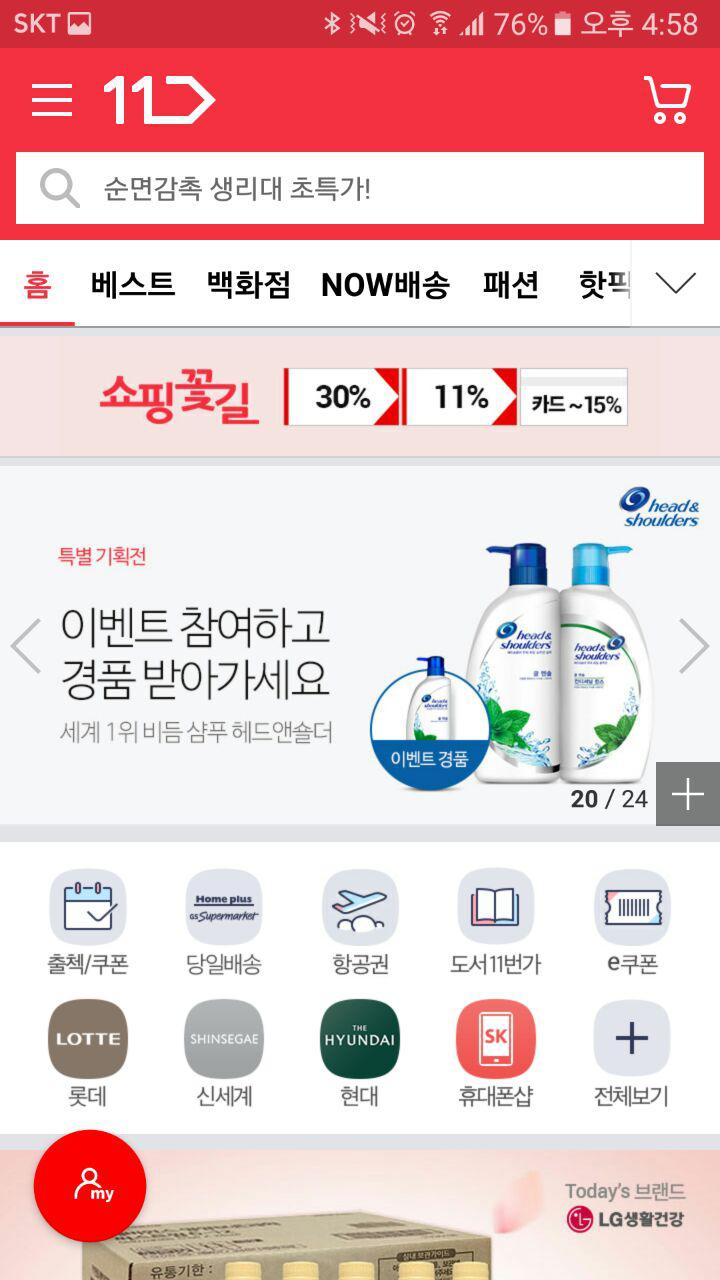 SKT 76% 오후 4:58
11
순면감촉 생리대 초특가!
홈 베스트 백화점 NOW배송 패션 핫픽
쇼핑꽃길 30% 11% 카드 ~15%
head&
shoulders
특별 기획전
이벤트 참여하고
경품 받아가세요
세계 1위 비듬 샴푸 헤드앤숄더
head&
shoulders
head&
shoulders
이벤트 경품
20 / 24
Home plus
GS Supermarket
출첵/쿠폰 당일배송 항공권 도서11번가 e쿠폰
LOTTE SHINSEGAE THE HYUNDAI SK
롯데 신세계 현대 휴대폰샵 전체보기
my
Today's 브랜드
LG생활건강
유통기한 :